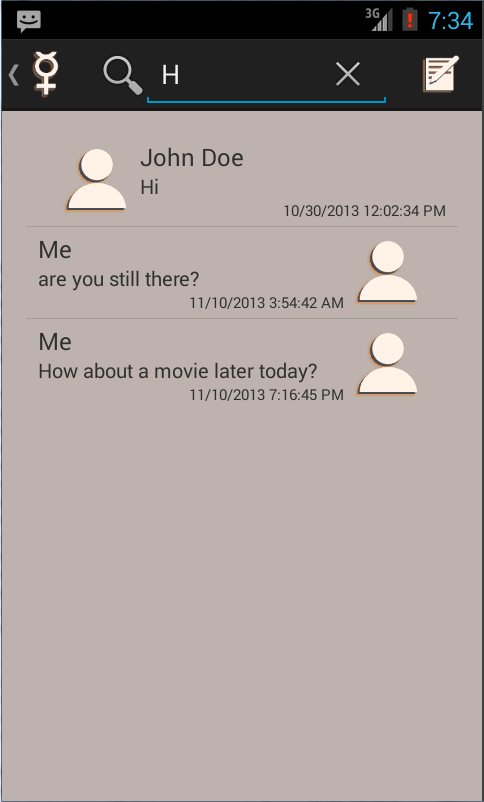 3G
7:34
H
John Doe
Hi
10/30/2013 12:02:34 PM
Me
are you still there?
11/10/2013 3:54:42 AM
Me
How about a movie later today?
11/10/2013 7:16:45 PM